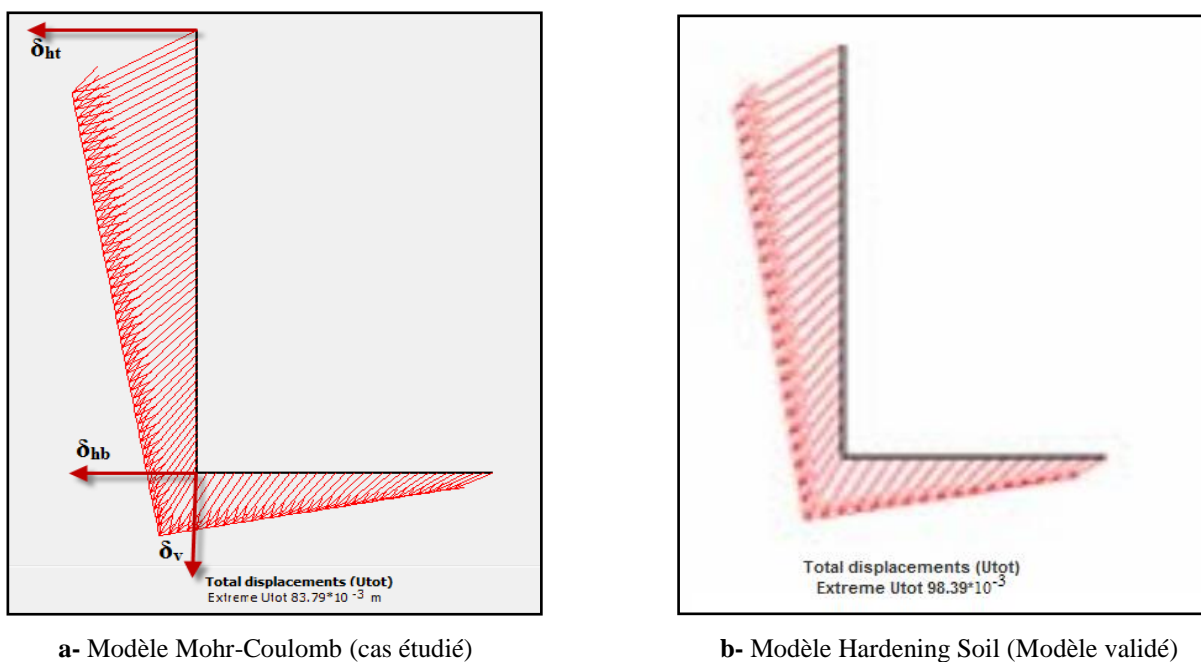 δht
δhb
δv
Total displacements (Utot)
Extreme Utot 83.79*10 -3 m
Total displacements (Utot)
Extreme Utot 98.39*10-3
a- Modèle Mohr-Coulomb (cas étudié)
b- Modèle Hardening Soil (Modèle validé)